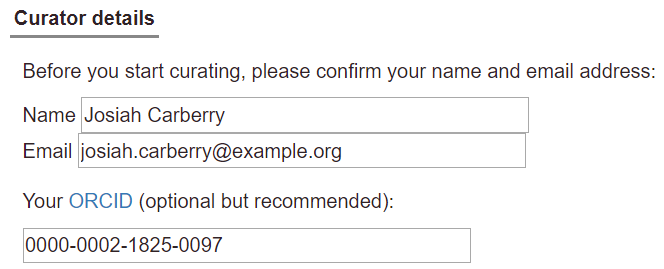 Curator details
Before you start curating, please confirm your name and email address:
Name Josiah Carberry
Email josiah.carberry@example.org
Your ORCID (optional but recommended):
0000-0002-1825-0097